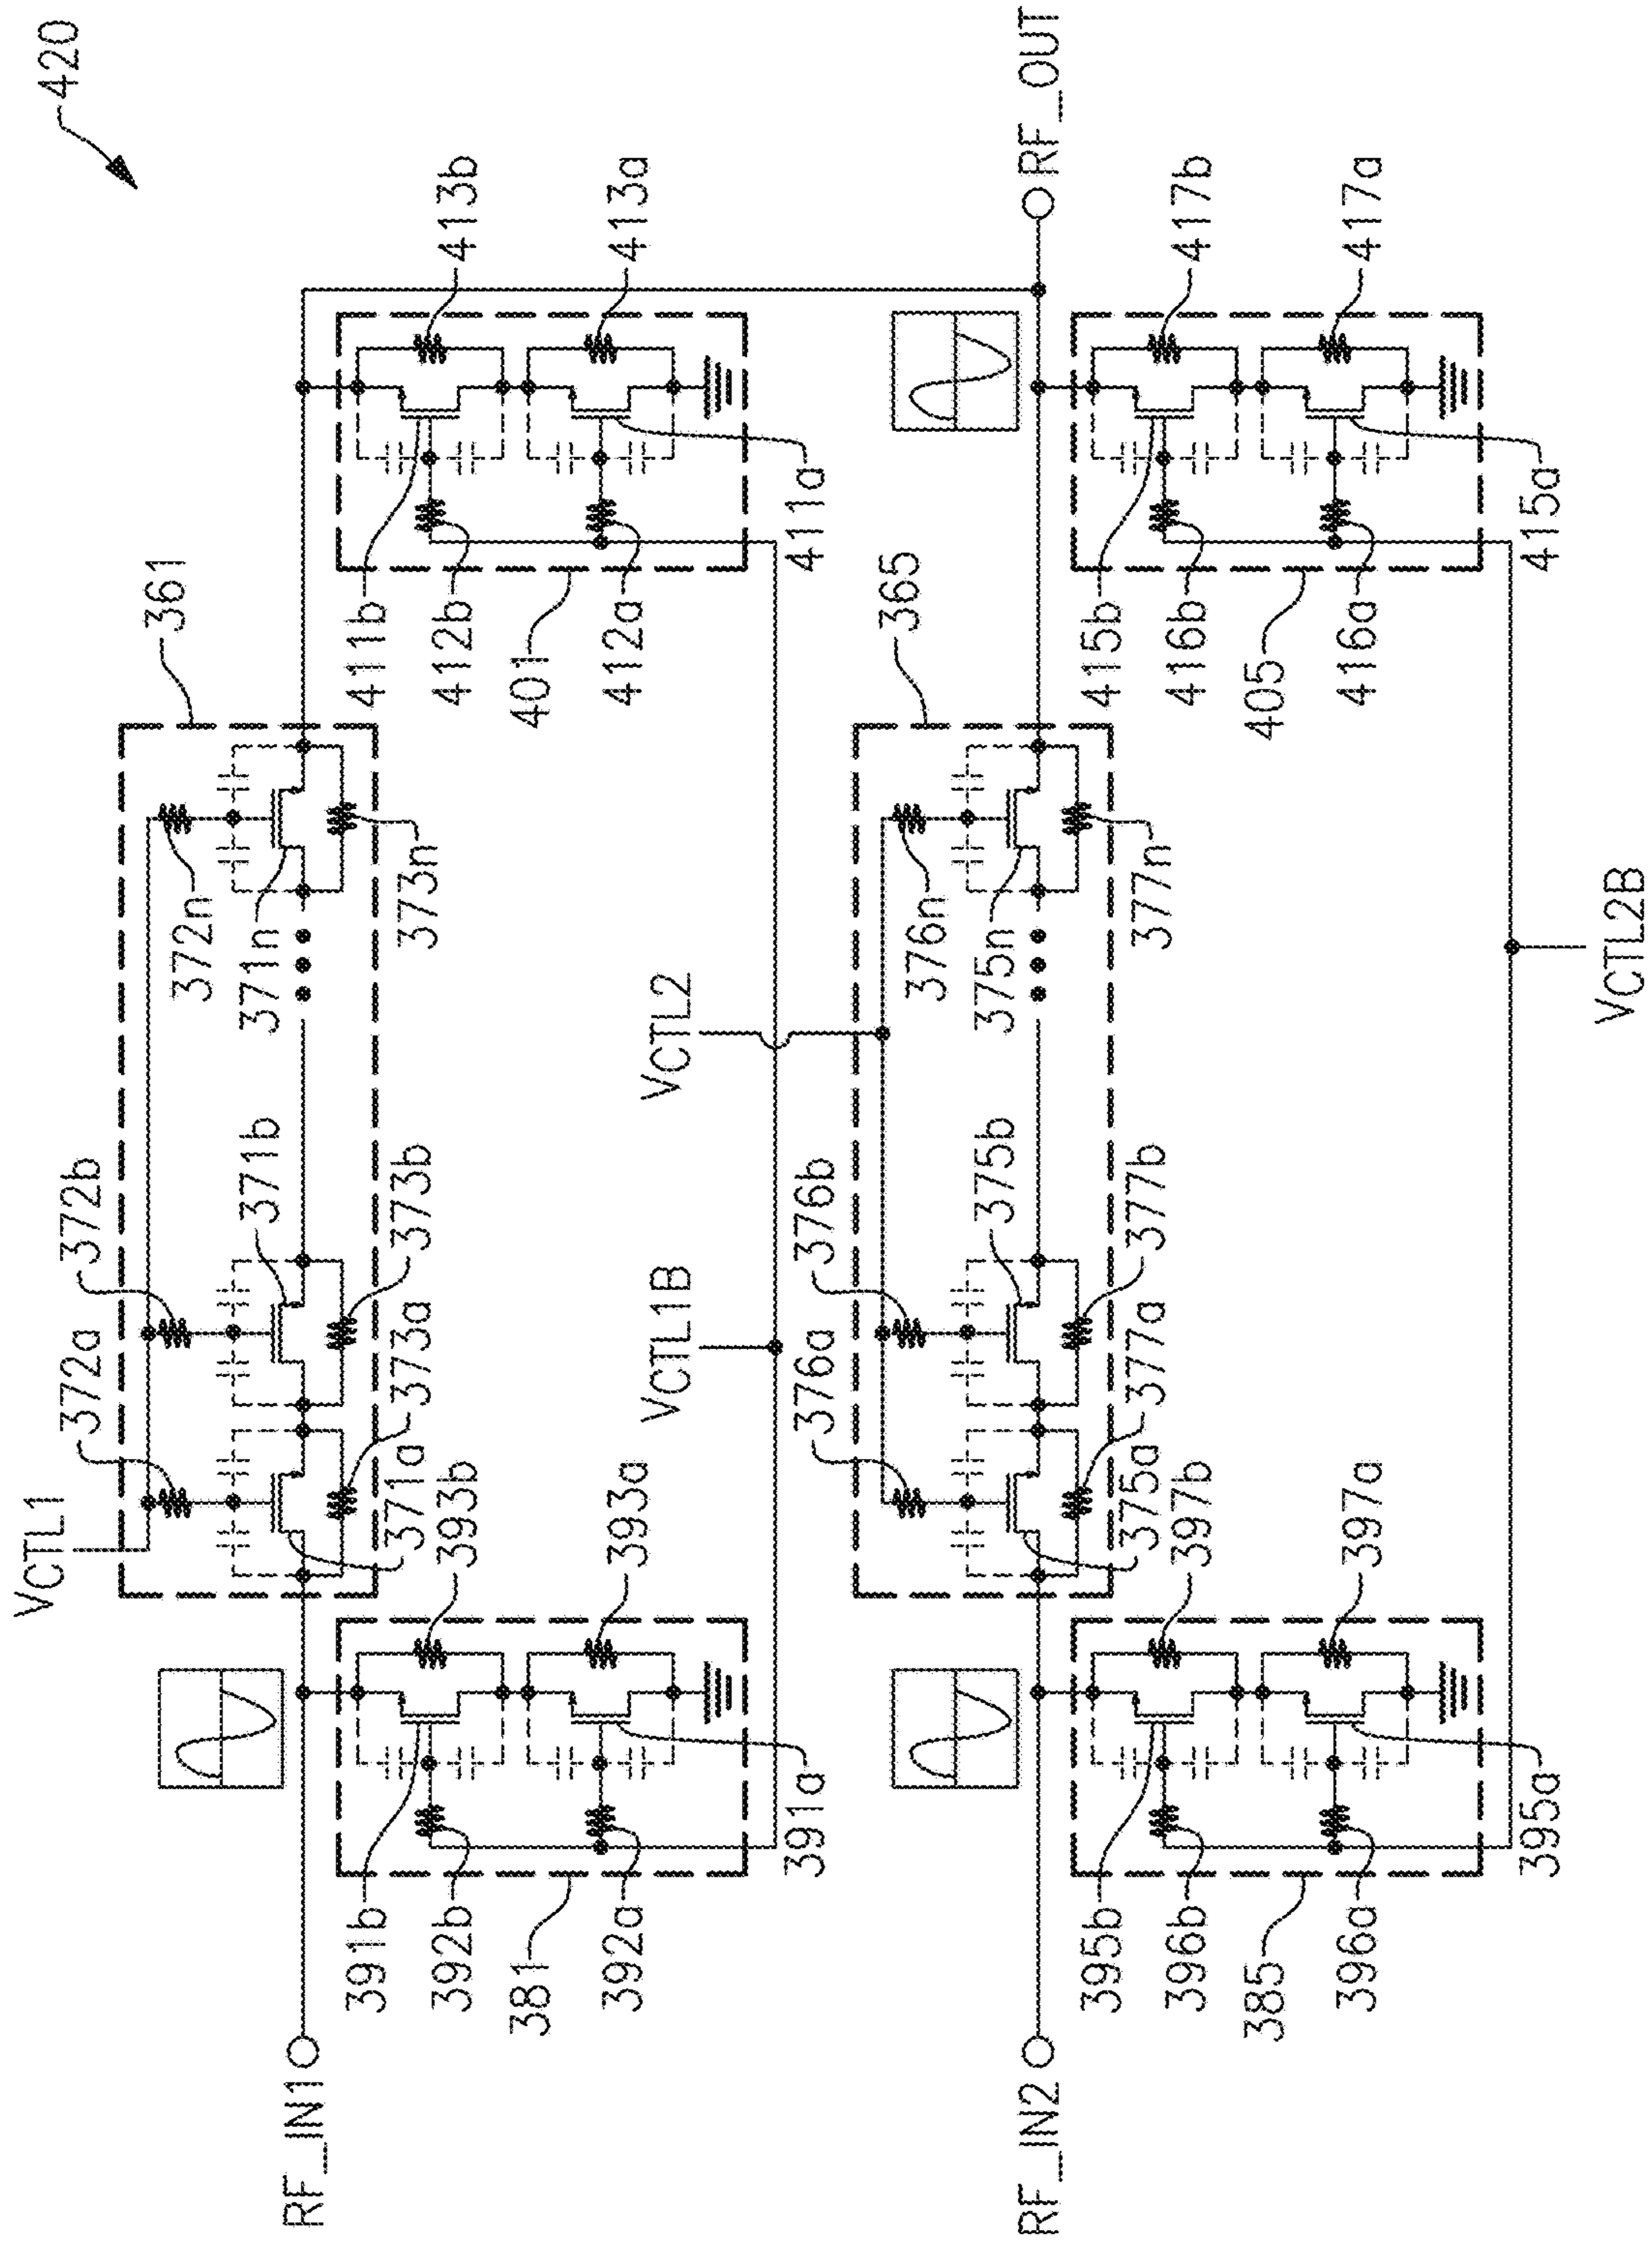 420
VCTL1
372a
372b
361
372n
371n
371b
373n
373b
373a
371a
393b
393a
391a
391b
392b
381
392a
RF_IN1
413b
413a
411a
411b
412b
401
412a
VCTL1B
VCTL2
376a
376b
365
376n
375n
375b
377n
377b
377a
375a
397b
397a
395a
395b
396b
385
396a
RF_IN2
RF_OUT
417b
417a
415a
415b
416b
405
416a
VCTL2B